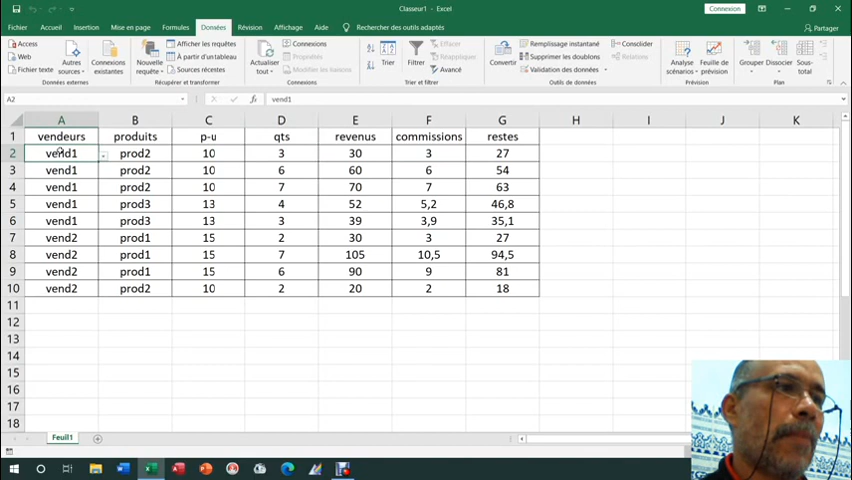 Classeur1 - Excel
Connexion
Fichier Accueil Insertion Mise en page Formules Données Révision Affichage Aide Rechercher des outils adaptés Partager
Access
Web
Fichier texte
Autres sources
Connexions existantes
Données externes
Nouvelle requête
Afficher les requêtes
À partir d'un tableau
Sources récentes
Récupérer et transformer
Actualiser tout
Connexions
Propriétés
Modifier les liaisons
Connexions
Trier
Filtrer
Effacer
Réappliquer
Avancé
Trier et filtrer
Convertir
Remplissage instantané
Supprimer les doublons
Validation des données
Consolider
Relations
Outils de données
Analyse scénarios
Feuille de prévision
Prévision
Grouper
Dissocier
Sous-total
Plan
A2 fx vend1
A B C D E F G H I J K
1 vendeurs produits p-u qts revenus commissions restes
2 vend1 prod2 10 3 30 3 27
3 vend1 prod2 10 6 60 6 54
4 vend1 prod2 10 7 70 7 63
5 vend1 prod3 13 4 52 5,2 46,8
6 vend1 prod3 13 3 39 3,9 35,1
7 vend2 prod1 15 2 30 3 27
8 vend2 prod1 15 7 105 10,5 94,5
9 vend2 prod1 15 6 90 9 81
10 vend2 prod2 10 2 20 2 18
11
12
13
14
15
16
17
18
Feuil1